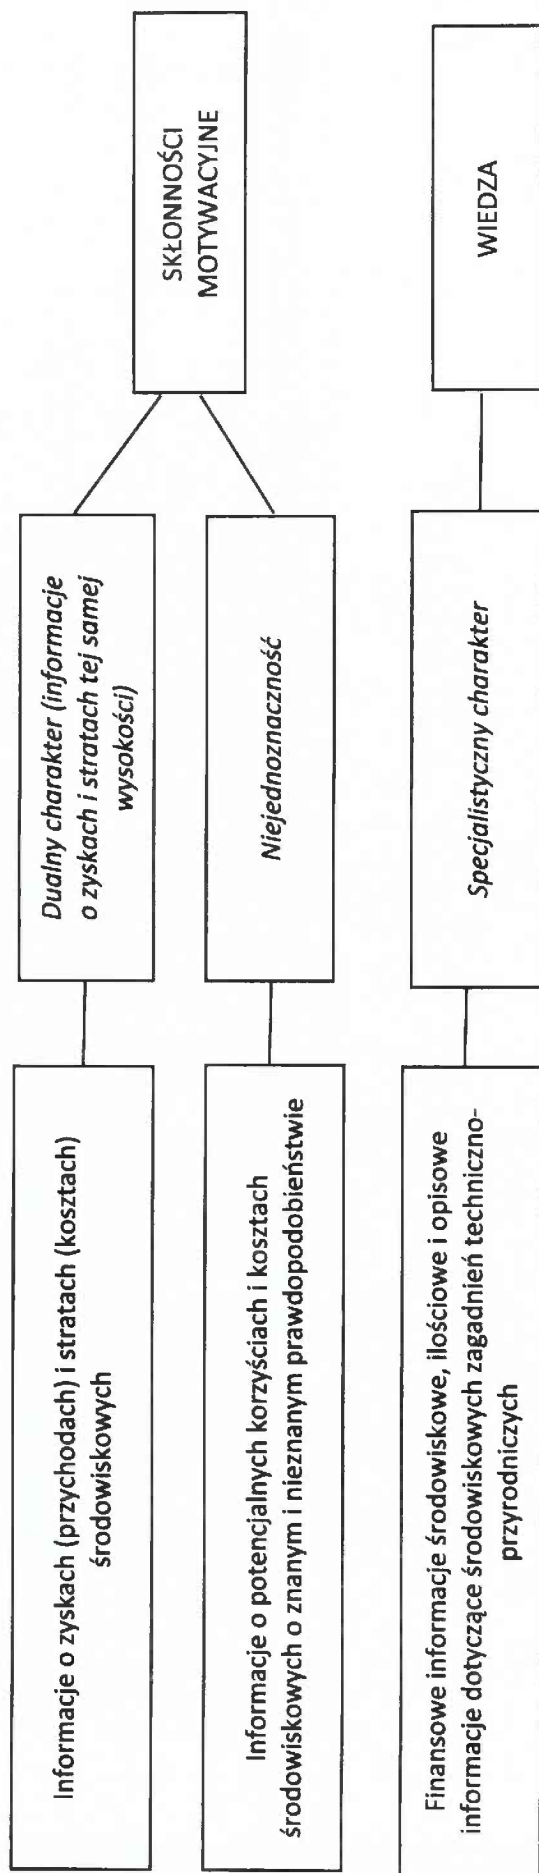 Informacje o zyskach (przychodach) i stratach (kosztach)
środowiskowych
Dualny charakter (informacje
o zyskach i stratach tej samej
wysokości)
SKŁONNOŚCI
MOTYWACYJNE
Informacje o potencjalnych korzyściach i kosztach
środowiskowych o znanym i nieznanym prawdopodobieństwie
Niejednoznaczność
Finansowe informacje środowiskowe, ilościowe i opisowe
informacje dotyczące środowiskowych zagadnień techniczno-
przyrodniczych
Specjalistyczny charakter
WIEDZA